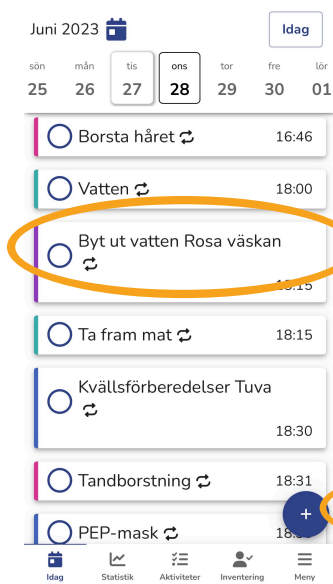 Juni 2023
Idag
sön mån tis ons tor fre lör
25 26 27 28 29 30 01
Borsta håret 16:46
Vatten 18:00
Byt ut vatten Rosa väskan
18:15
Ta fram mat 18:15
Kvällsförberedelser Tuva
18:30
Tandborstning 18:31
PEP-mask
Idag Statistik Aktiviteter Inventering Meny